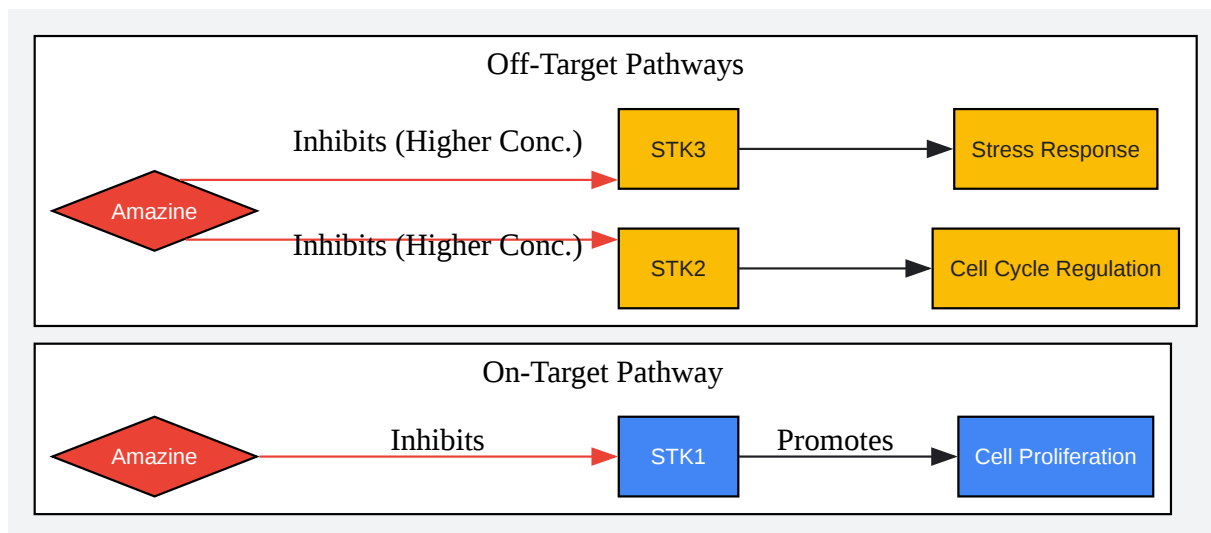 Off-Target Pathways
Inhibits (Higher Conc.)
STK3
Stress Response
Amazine
Inhibits (Higher Conc.)
STK2
Cell Cycle Regulation
On-Target Pathway
Amazine
Inhibits
STK1
Promotes
Cell Proliferation